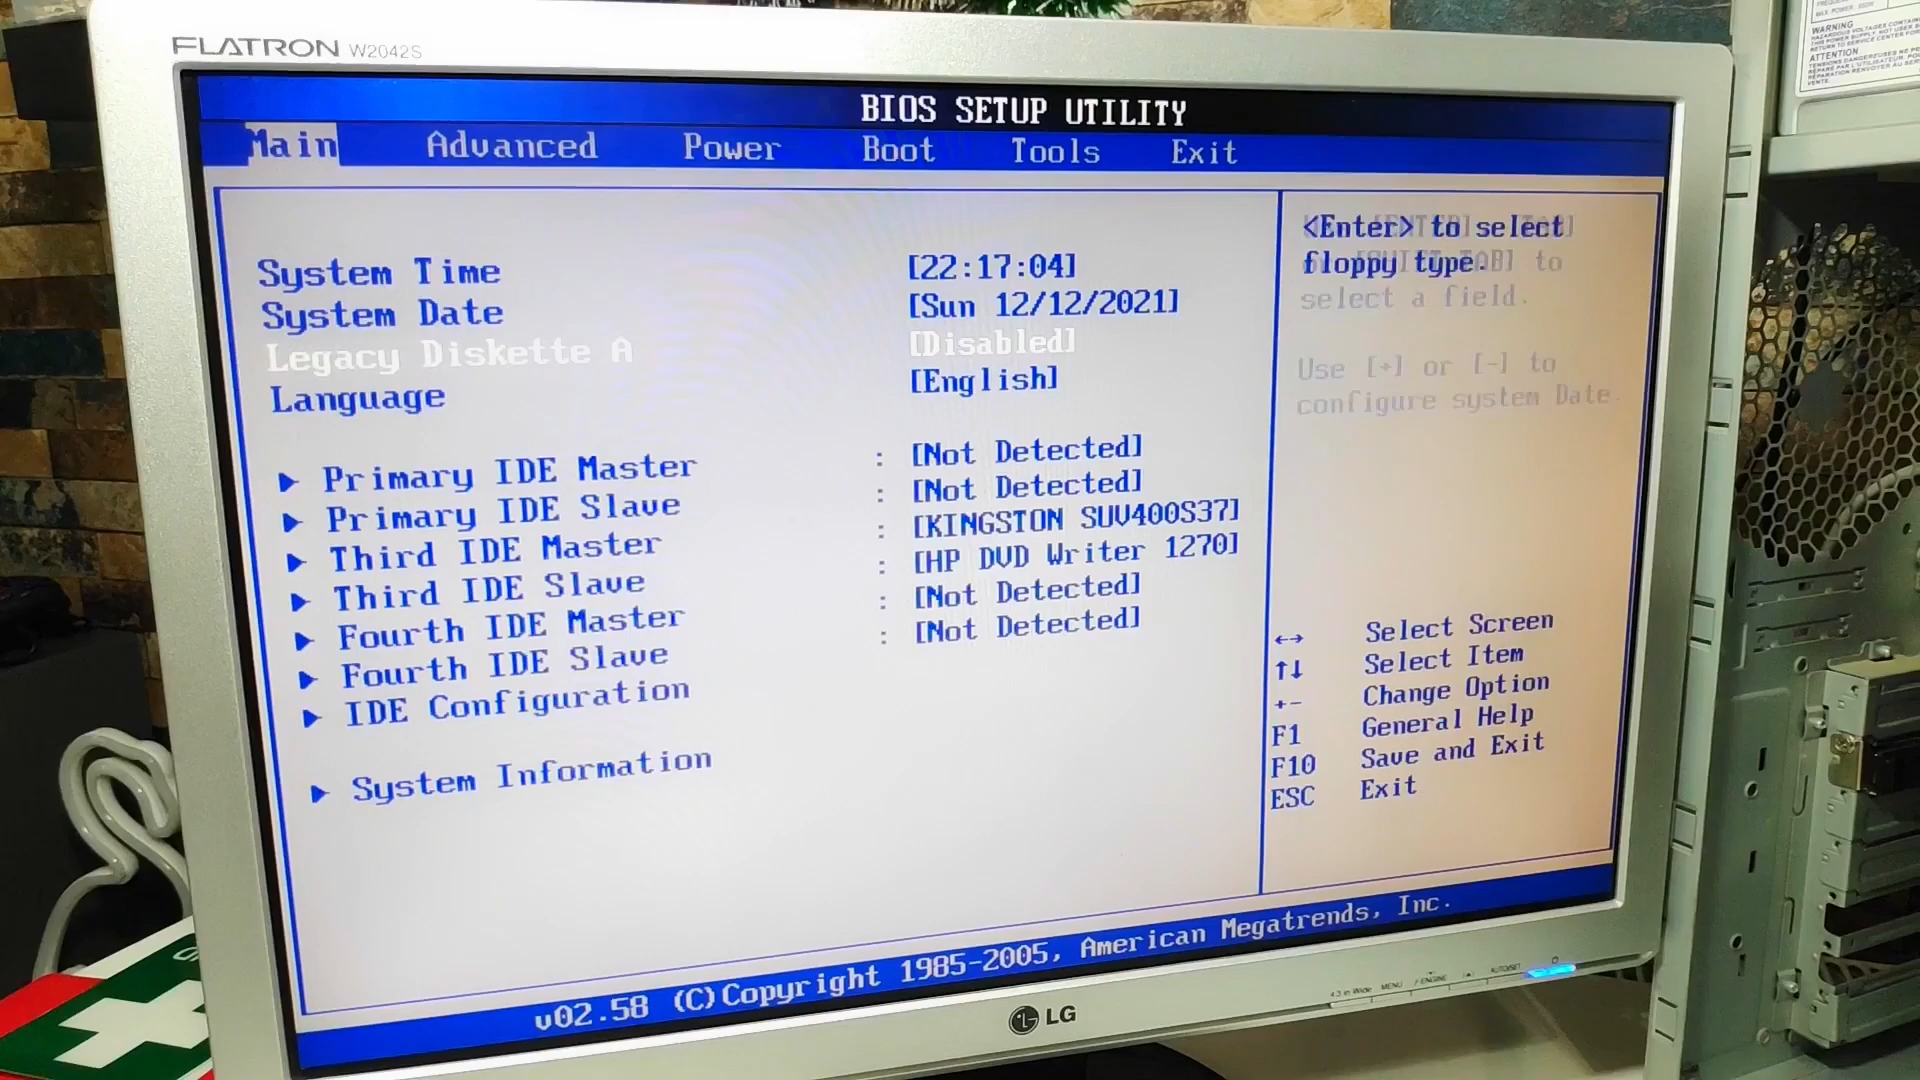 FLATRON W2042S
BIOS SETUP UTILITY
Main Advanced Power Boot Tools Exit
System Time [22:17:04]
System Date [Sun 12/12/2021]
Legacy Diskette A [Disabled]
Language [English]
Primary IDE Master : [Not Detected]
Primary IDE Slave : [Not Detected]
Third IDE Master : [KINGSTON SUV400S37]
Third IDE Slave : [HP DVD Writer 1270]
Fourth IDE Master : [Not Detected]
Fourth IDE Slave : [Not Detected]
IDE Configuration
System Information
<Enter> to select
floppy type.
select a field.
Use [+] or [-] to
configure system Date.
←→ Select Screen
↑↓ Select Item
+- Change Option
F1 General Help
F10 Save and Exit
ESC Exit
v02.58 (C)Copyright 1985-2005, American Megatrends, Inc.
LG
MENU
WARNING
ATTENTION